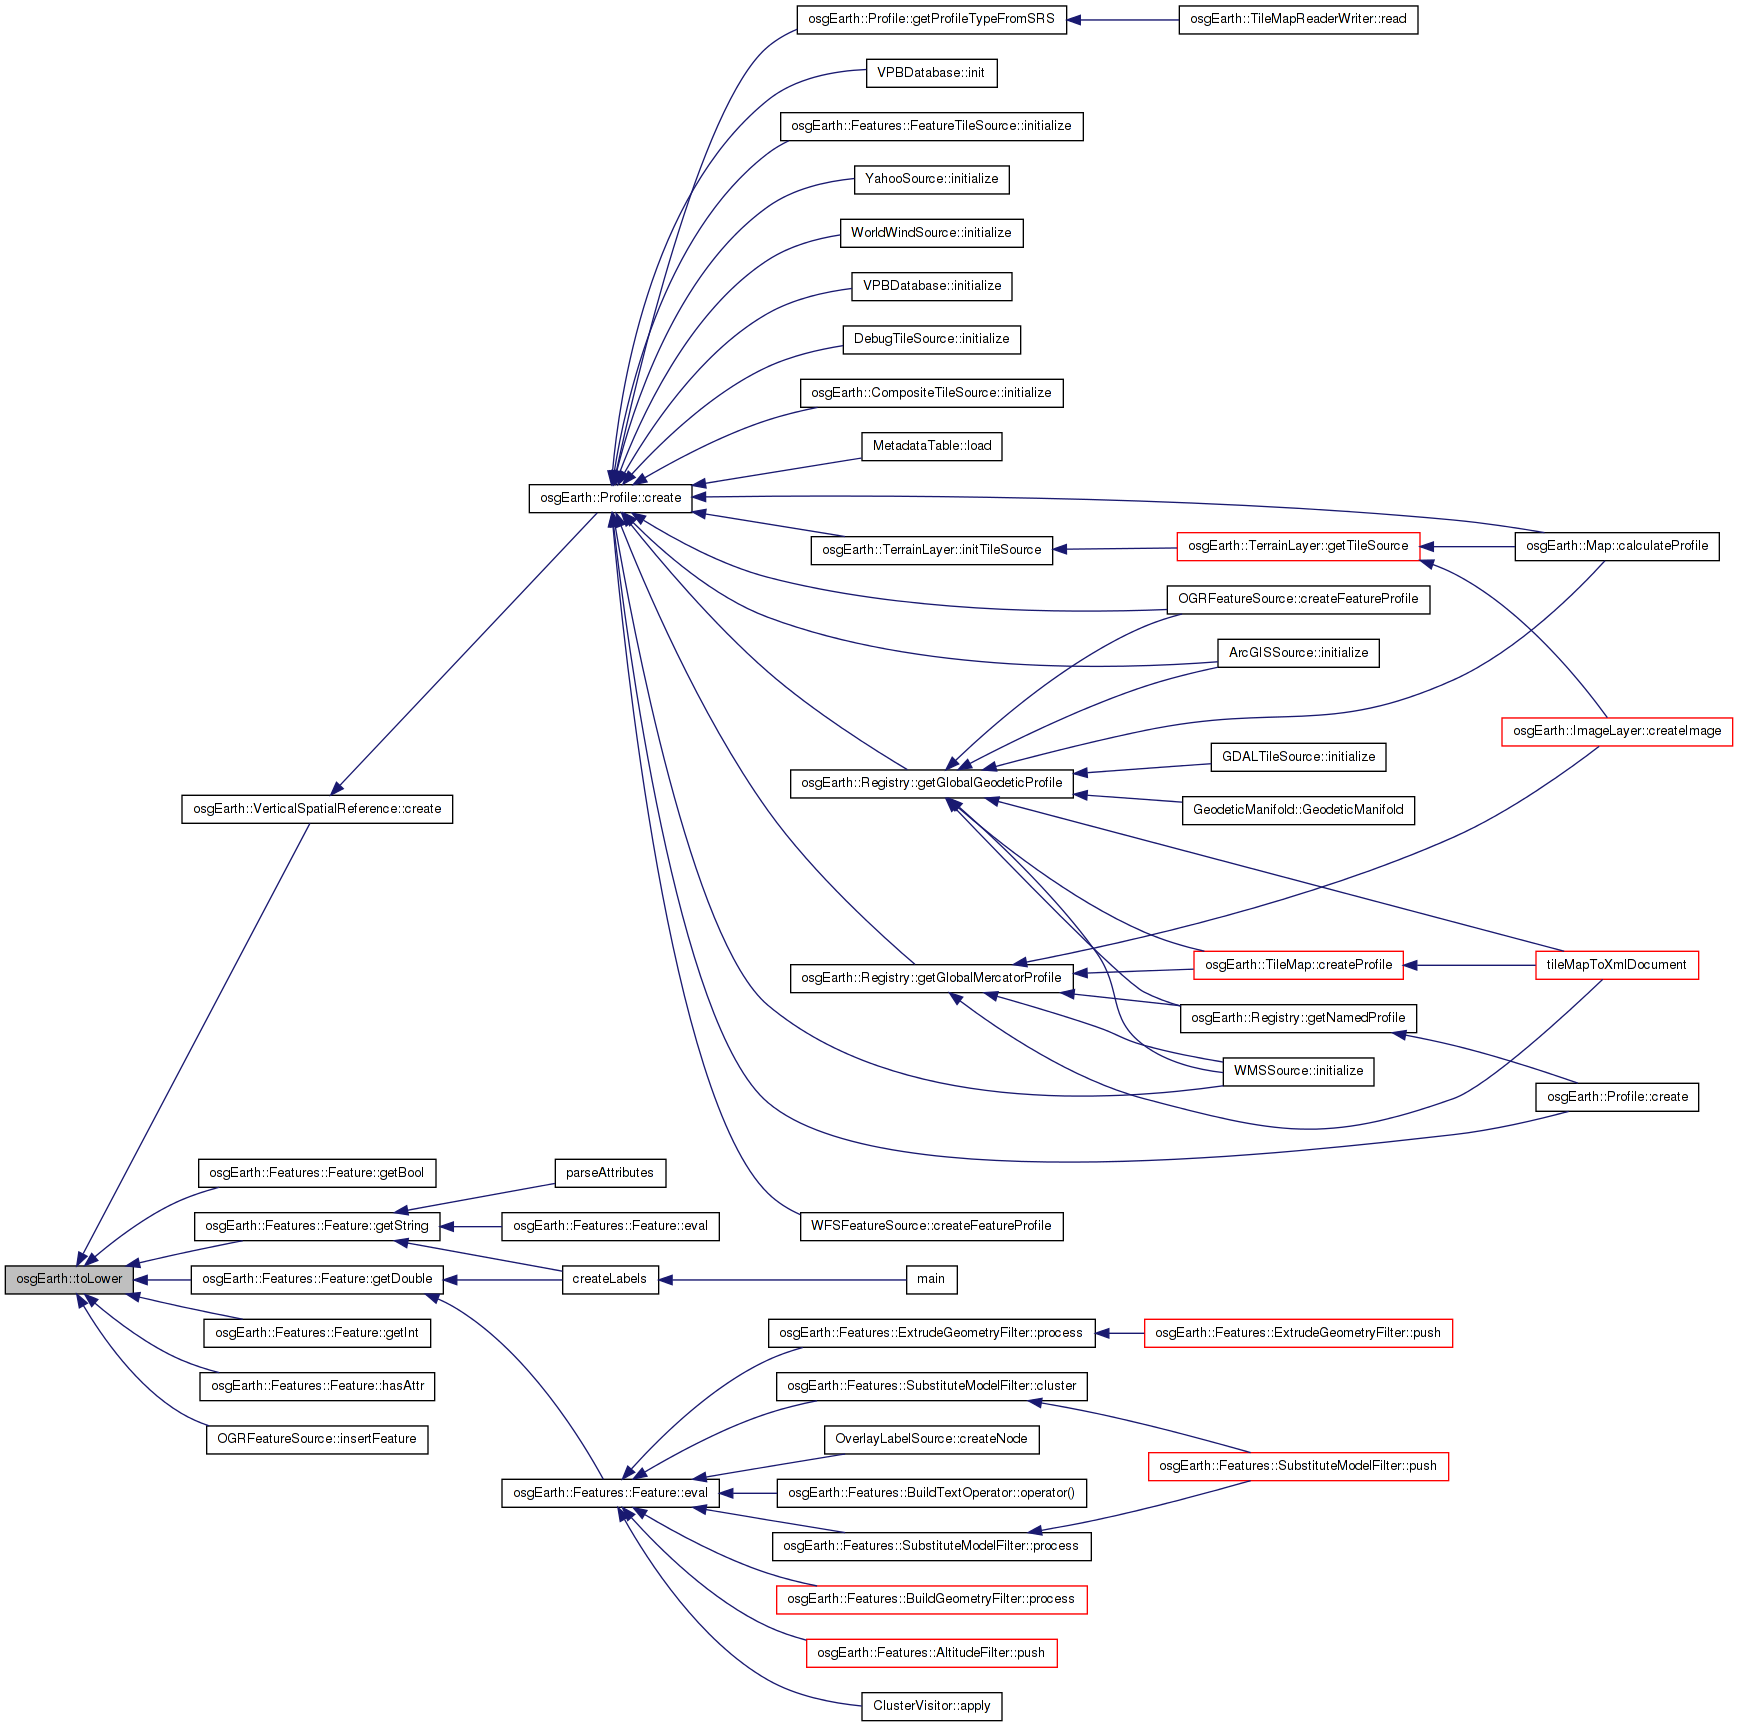 osgEarth::Profile::getProfileTypeFromSRS
osgEarth::TileMapReaderWriter::read
VPBDatabase::init
osgEarth::Features::FeatureTileSource::initialize
YahooSource::initialize
WorldWindSource::initialize
VPBDatabase::initialize
DebugTileSource::initialize
osgEarth::CompositeTileSource::initialize
MetadataTable::load
osgEarth::Profile::create
osgEarth::TerrainLayer::initTileSource
osgEarth::TerrainLayer::getTileSource
osgEarth::Map::calculateProfile
OGRFeatureSource::createFeatureProfile
ArcGISSource::initialize
osgEarth::ImageLayer::createImage
GDALTileSource::initialize
osgEarth::Registry::getGlobalGeodeticProfile
osgEarth::VerticalSpatialReference::create
GeodeticManifold::GeodeticManifold
osgEarth::TileMap::createProfile
tileMapToXmlDocument
osgEarth::Registry::getGlobalMercatorProfile
osgEarth::Registry::getNamedProfile
WMSSource::initialize
osgEarth::Profile::create
osgEarth::Features::Feature::getBool
parseAttributes
osgEarth::Features::Feature::getString
osgEarth::Features::Feature::eval
WFSFeatureSource::createFeatureProfile
osgEarth::toLower
osgEarth::Features::Feature::getDouble
createLabels
main
osgEarth::Features::Feature::getInt
osgEarth::Features::ExtrudeGeometryFilter::process
osgEarth::Features::ExtrudeGeometryFilter::push
osgEarth::Features::Feature::hasAttr
osgEarth::Features::SubstituteModelFilter::cluster
OGRFeatureSource::insertFeature
OverlayLabelSource::createNode
osgEarth::Features::SubstituteModelFilter::push
osgEarth::Features::Feature::eval
osgEarth::Features::BuildTextOperator::operator()
osgEarth::Features::SubstituteModelFilter::process
osgEarth::Features::BuildGeometryFilter::process
osgEarth::Features::AltitudeFilter::push
ClusterVisitor::apply